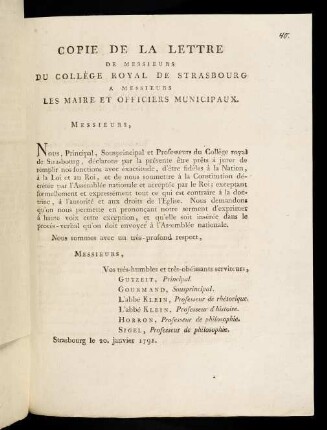 45.
COPIE DE LA LETTRE
DE MESSIEURS
DU COLLÉGE ROYAL DE STRASBOURG
A MESSIEURS
LES MAIRE ET OFFICIERS MUNICIPAUX.
MESSIEURS,
NOUS, Principal, Sousprincipal et Professeurs du Collége royal
de Strasbourg, déclarons par la présente être prêts à jurer de
remplir nos fonctions avec exactitude, d'être fidèles à la Nation,
à la Loi et au Roi, et de nous soumettre à la Constitution dé-
crétée par l'Assemblée nationale et acceptée par le Roi; exceptant
formellement et expressément tout ce qui est contraire à la doc-
trine, à l'autorité et aux droits de l'Eglise. Nous demandons
qu'on nous permette en prononçant notre serment d'exprimer
à haute voix cette exception, et qu'elle soit insérée dans le
procès-verbal qu'on doit envoyer à l'Assemblée nationale.
Nous sommes avec un très-profond respect,
MESSIEURS,
Vos très-humbles et très-obéissants serviteurs,
GUTZEIT, Principal.
GOURMAND, Sousprincipal.
L'abbé KLEIN, Professeur de rhétorique.
L'abbé KLEIN, Professeur d'histoire.
HORRON, Professeur de philosophie.
SEGEL, Professeur de philosophie.
Strasbourg le 20. janvier 1791.